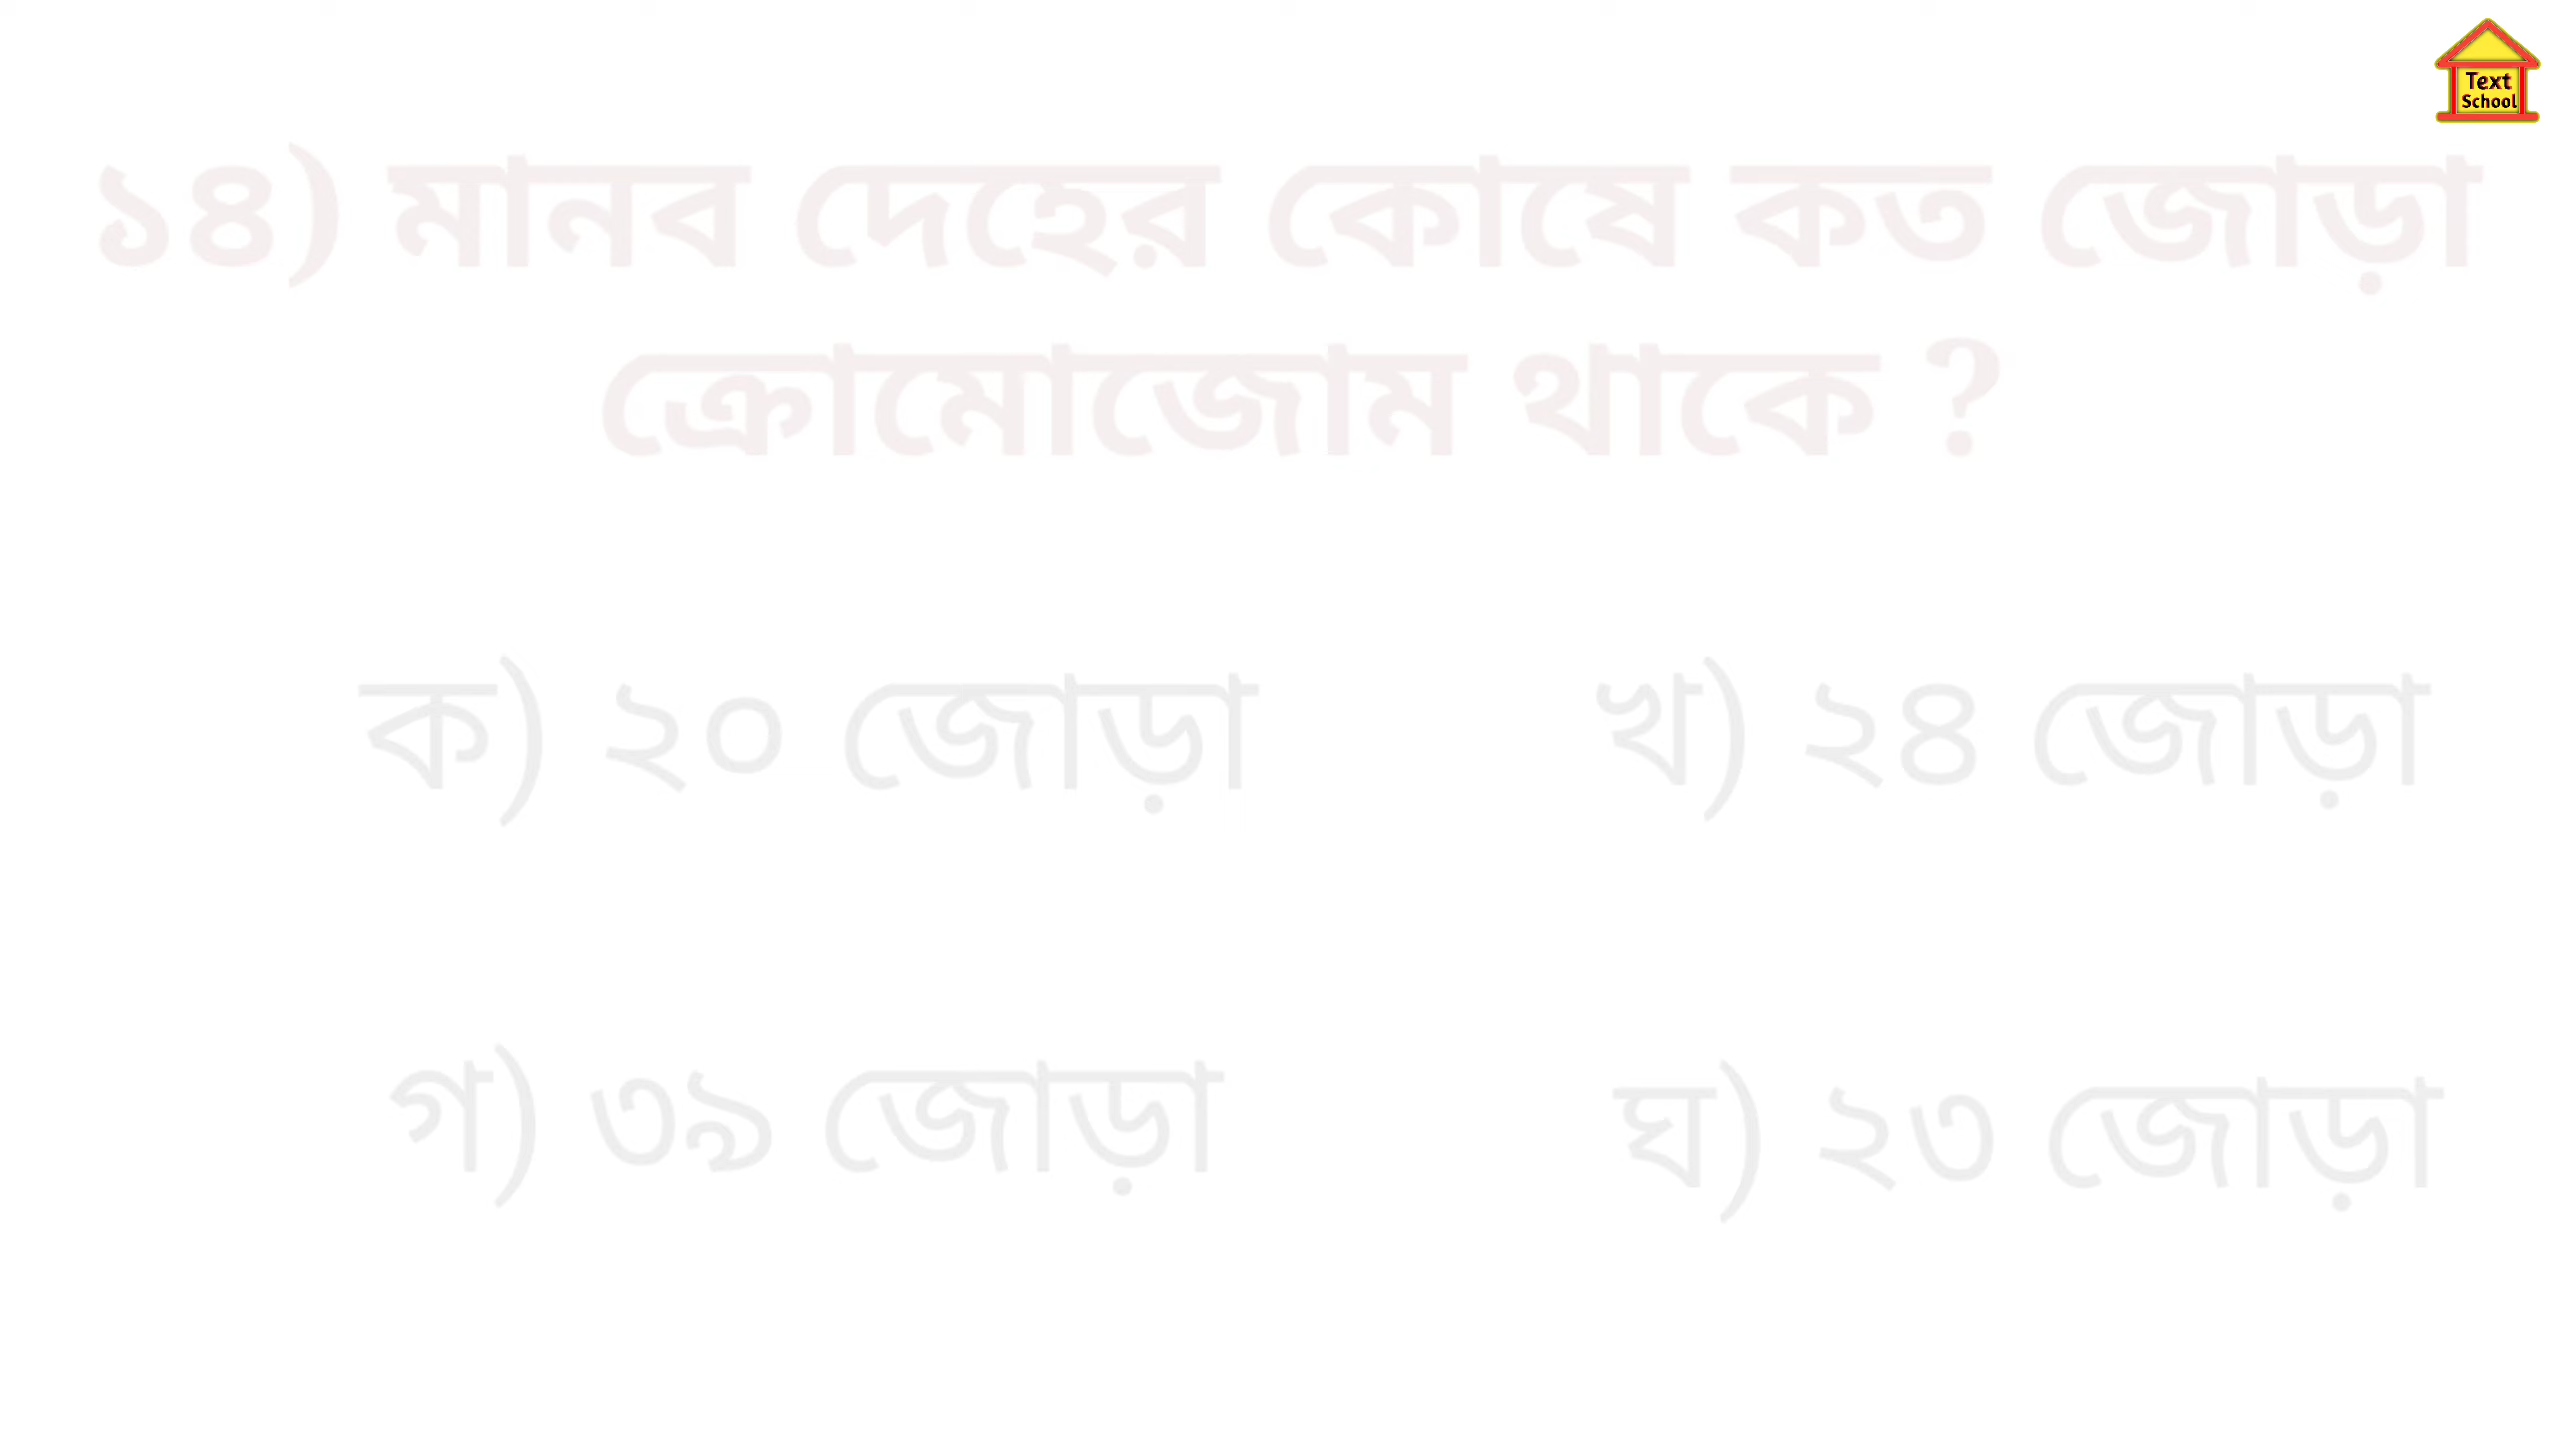 Text
School
১৪) মানব দেহের কোষে কত জোড়া
ক্রোমোজোম থাকে ?
ক) ২০ জোড়া
খ) ২৪ জোড়া
গ) ৩৯ জোড়া
ঘ) ২৩ জোড়া